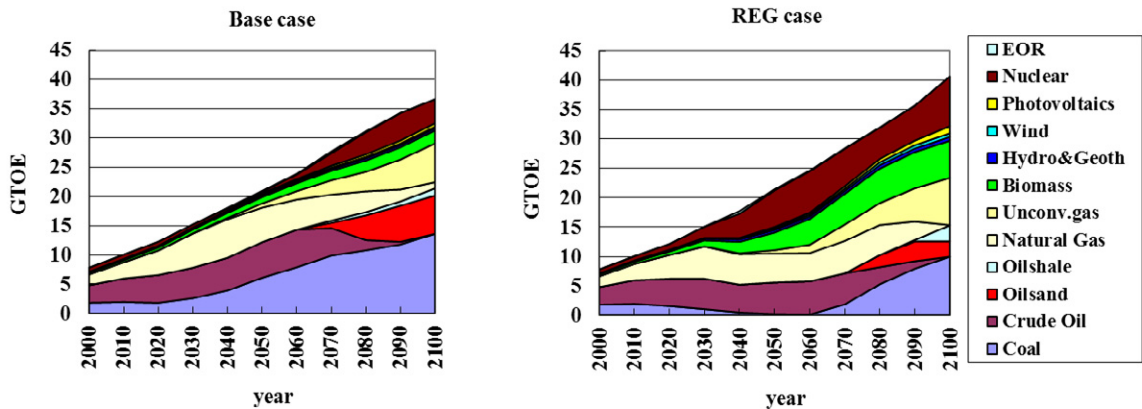 Base case
45
40
35
30
25
20
15
10
5
0
GTOE
2000
2010
2020
2030
2040
2050
2060
2070
2080
2090
2100
year
REG case
45
40
35
30
25
20
15
10
5
0
GTOE
2000
2010
2020
2030
2040
2050
2060
2070
2080
2090
2100
year
EOR
Nuclear
Photovoltaics
Wind
Hydro&Geoth
Biomass
Unconv.gas
Natural Gas
Oilshale
Oilsand
Crude Oil
Coal